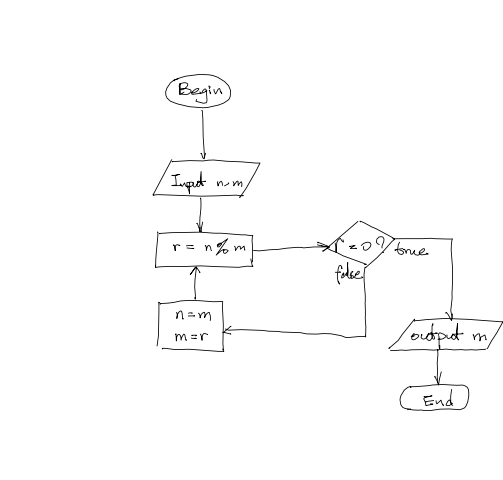 Begin
Input n,m
r = n % m
r = 0?
true
false
n=m
m=r
output m
End